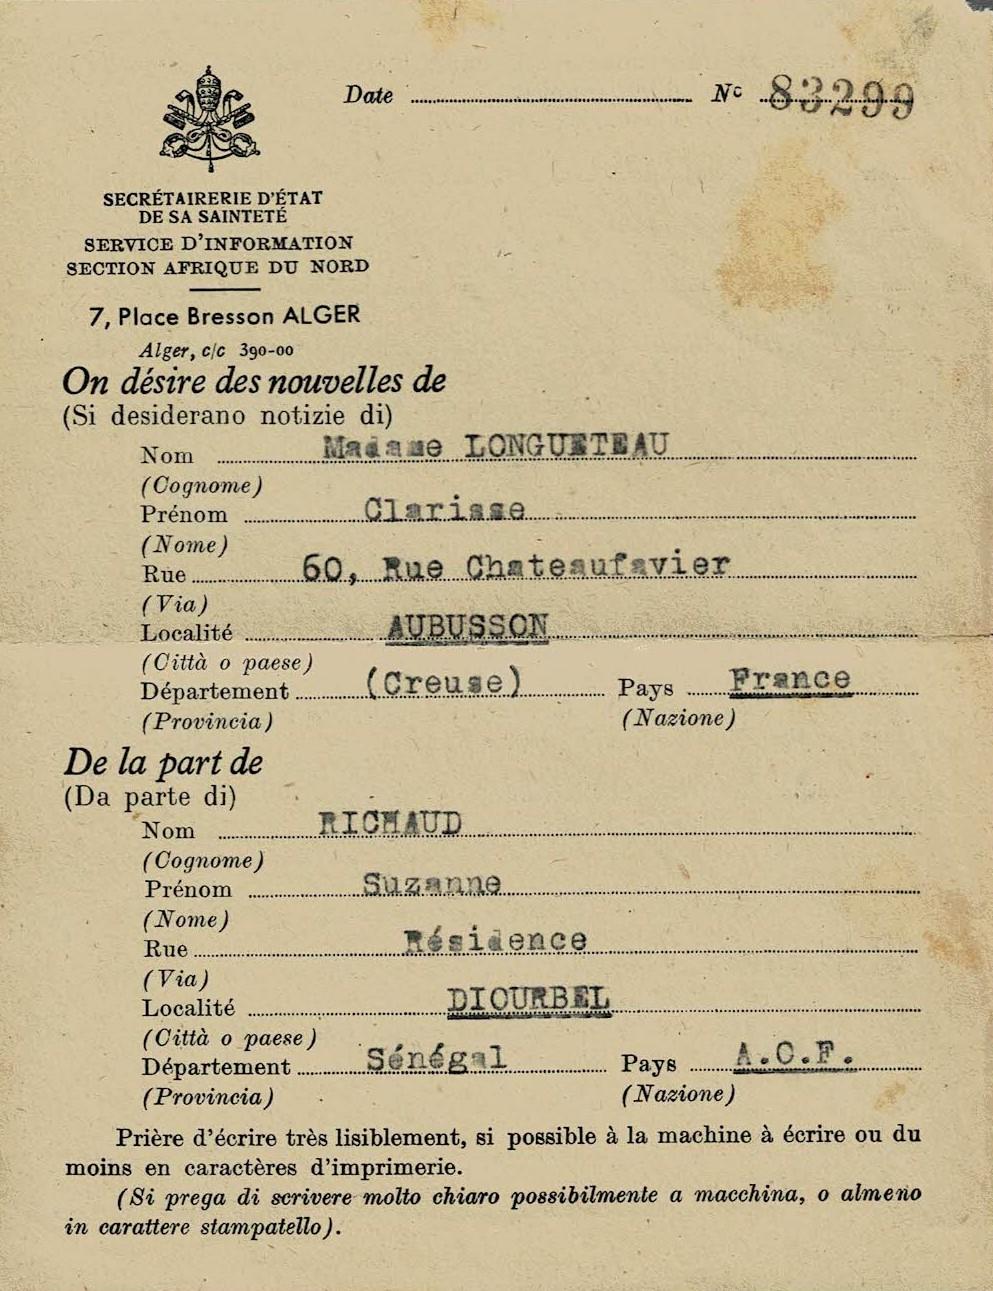 Date Nº 83299
SECRÉTAIRERIE D'ÉTAT
DE SA SAINTETÉ
SERVICE D'INFORMATION
SECTION AFRIQUE DU NORD
7, Place Bresson ALGER
Alger, c/c 390-00
On désire des nouvelles de
(Si desiderano notizie di)
Nom Madame LONGUETEAU
(Cognome)
Prénom Clarisse
(Nome)
Rue 60, Rue Chateaufavier
(Via)
Localité AUBUSSON
(Città o paese)
Département (Creuse) Pays France
(Provincia) (Nazione)
De la part de
(Da parte di)
Nom RICHAUD
(Cognome)
Prénom Suzanne
(Nome)
Rue Résidence
(Via)
Localité DIOURBEL
(Città o paese)
Département Sénégal Pays A.O.F.
(Provincia) (Nazione)
Prière d'écrire très lisiblement, si possible à la machine à écrire ou du
moins en caractères d'imprimerie.
(Si prega di scrivere molto chiaro possibilmente a macchina, o almeno
in carattere stampatello).